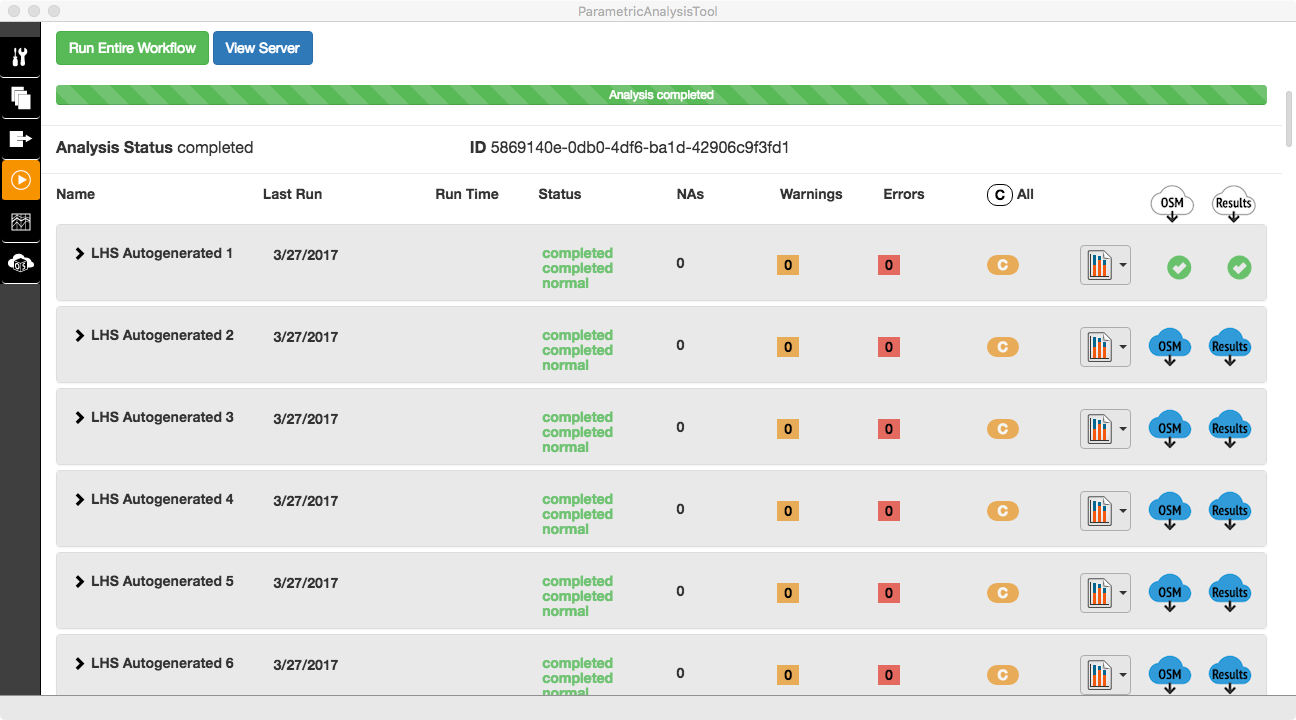 ParametricAnalysisTool
Run Entire Workflow View Server
Analysis completed
Analysis Status completed ID 5869140e-0db0-4df6-ba1d-42906c9f3fd1
Name Last Run Run Time Status NAs Warnings Errors C All OSM Results
LHS Autogenerated 1 3/27/2017 completed 0 0 0 C
completed
normal
LHS Autogenerated 2 3/27/2017 completed 0 0 0 C OSM Results
completed
normal
LHS Autogenerated 3 3/27/2017 completed 0 0 0 C OSM Results
completed
normal
LHS Autogenerated 4 3/27/2017 completed 0 0 0 C OSM Results
completed
normal
LHS Autogenerated 5 3/27/2017 completed 0 0 0 C OSM Results
completed
normal
LHS Autogenerated 6 3/27/2017 completed 0 0 0 C OSM Results
completed
normal
OS